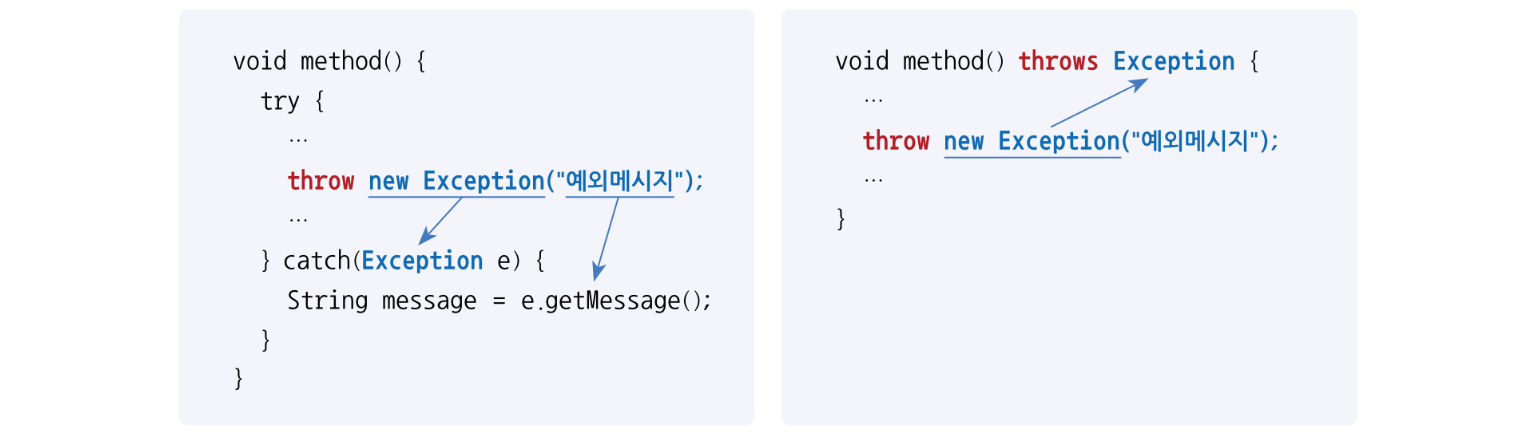 void method() {
try {
...
throw new Exception("예외메시지");
...
} catch(Exception e) {
String message = e.getMessage();
}
}
void method() throws Exception {
...
throw new Exception("예외메시지");
...
}